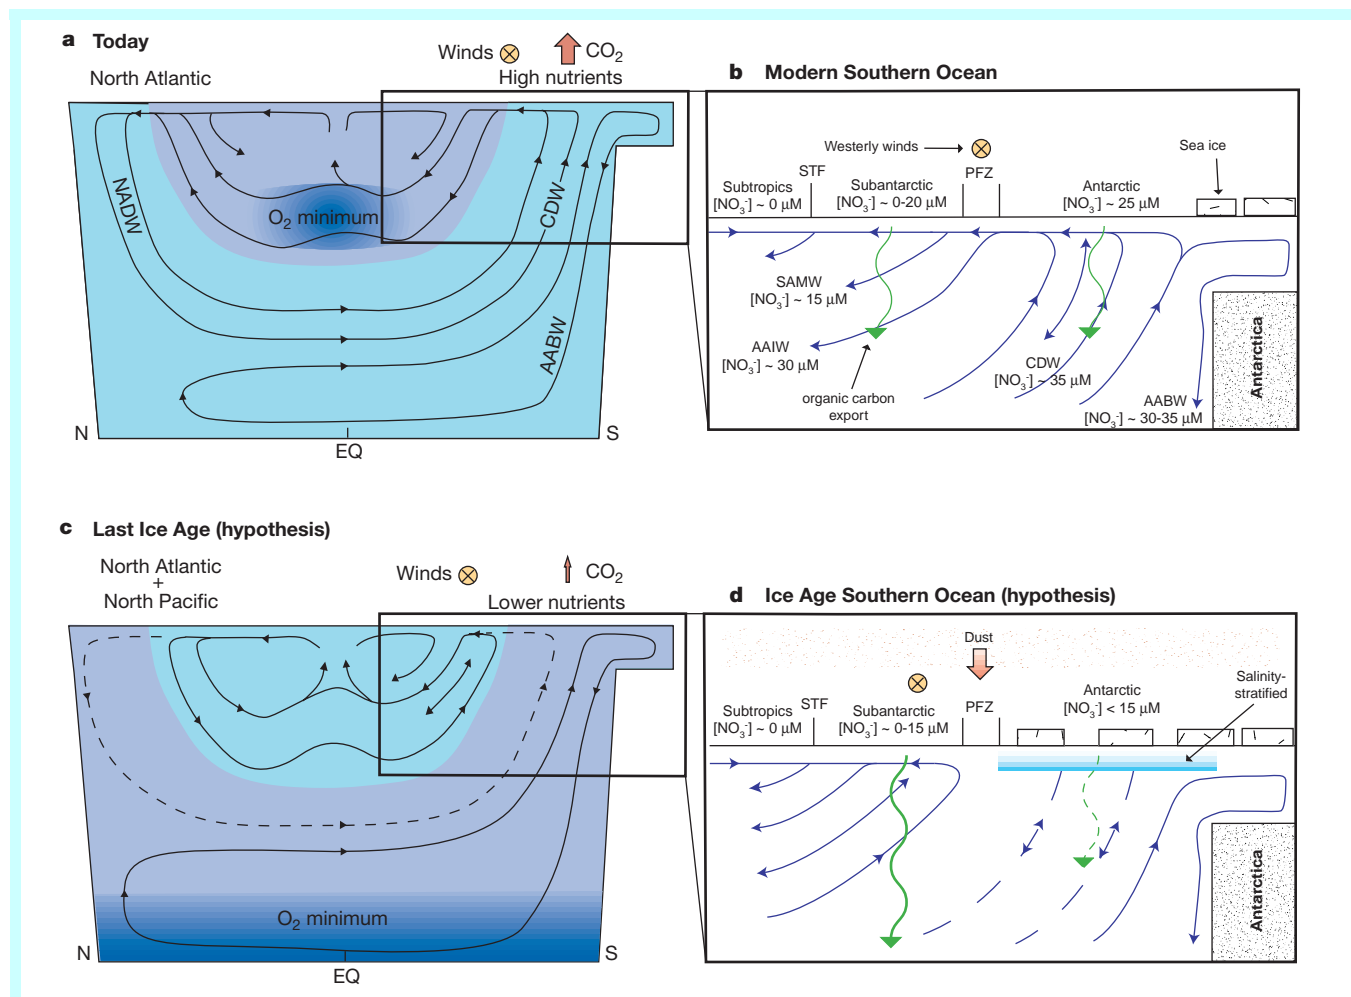 a Today
North Atlantic
Winds
CO2
High nutrients
NADW
O2 minimum
CDW
AABW
N
S
EQ
b Modern Southern Ocean
Westerly winds
Sea ice
STF
PFZ
Subtropics
[NO3-] ~ 0 µM
Subantarctic
[NO3-] ~ 0-20 µM
Antarctic
[NO3-] ~ 25 µM
SAMW
[NO3-] ~ 15 µM
AAIW
[NO3-] ~ 30 µM
organic carbon
export
CDW
[NO3-] ~ 35 µM
AABW
[NO3-] ~ 30-35 µM
Antarctica
c Last Ice Age (hypothesis)
North Atlantic
+
North Pacific
Winds
CO2
Lower nutrients
O2 minimum
N
S
EQ
d Ice Age Southern Ocean (hypothesis)
Dust
Salinity-
stratified
STF
PFZ
Subtropics
[NO3-] ~ 0 µM
Subantarctic
[NO3-] ~ 0-15 µM
Antarctic
[NO3-] < 15 µM
Antarctica